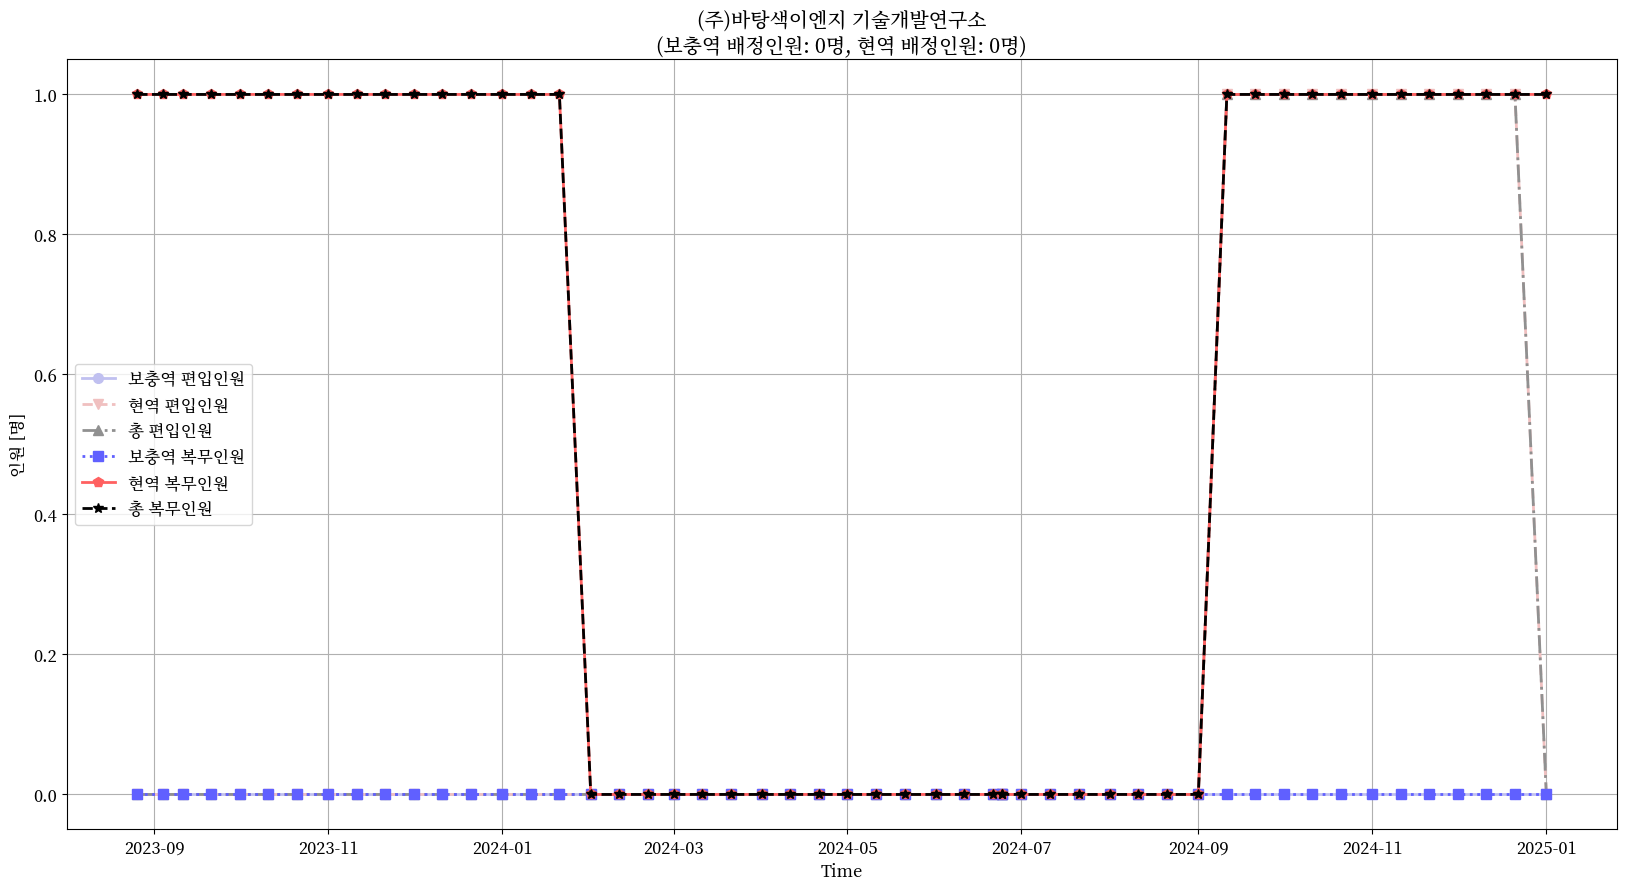 (주)바탕색이엔지 기술개발연구소
(보충역 배정인원: 0명, 현역 배정인원: 0명)
인원 [명]
1.0
0.8
0.6
0.4
0.2
0.0
보충역 편입인원
현역 편입인원
총 편입인원
보충역 복무인원
현역 복무인원
총 복무인원
2023-09
2023-11
2024-01
2024-03
2024-05
2024-07
2024-09
2024-11
2025-01
Time